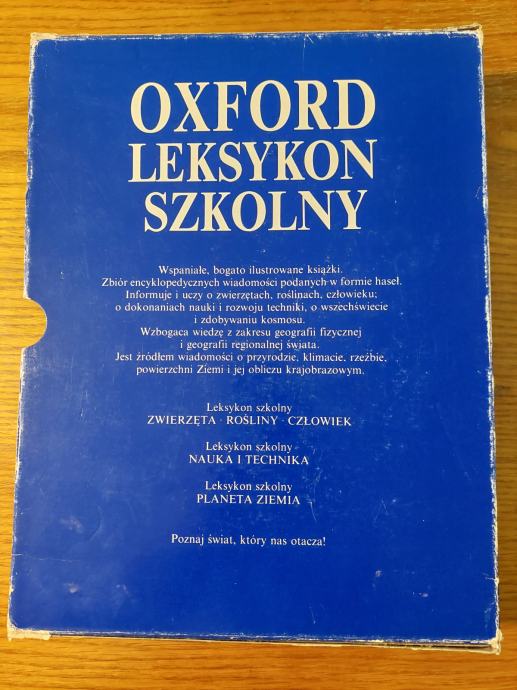 OXFORD
LEKSYKON
SZKOLNY
Wspaniałe, bogato ilustrowane książki.
Zbiór encyklopedycznych wiadomości podanych w formie haseł.
Informuje i uczy o zwierzętach, roślinach, człowieku;
o dokonaniach nauki i rozwoju techniki, o wszechświecie
i zdobywaniu kosmosu.
Wzbogaca wiedzę z zakresu geografii fizycznej
i geografii regionalnej świata.
Jest źródłem wiadomości o przyrodzie, klimacie, rzeźbie,
powierzchni Ziemi i jej obliczu krajobrazowym.
Leksykon szkolny
ZWIERZĘTA · ROŚLINY · CZŁOWIEK
Leksykon szkolny
NAUKA I TECHNIKA
Leksykon szkolny
PLANETA ZIEMIA
Poznaj świat, który nas otacza!